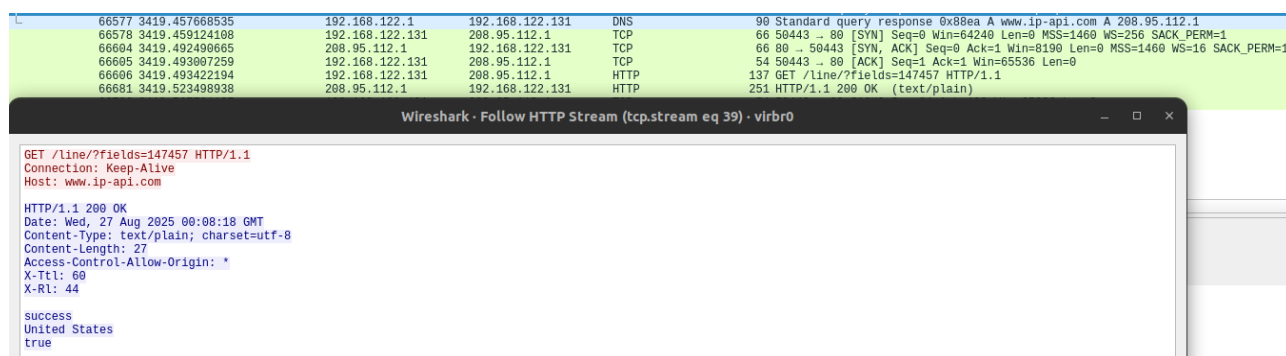 66577 3419.457668535 192.168.122.1 192.168.122.131 DNS 90 Standard query response 0x88ea A www.ip-api.com A 208.95.112.1
66578 3419.459124108 192.168.122.131 208.95.112.1 TCP 66 50443 → 80 [SYN] Seq=0 Win=64240 Len=0 MSS=1460 WS=256 SACK_PERM=1
66604 3419.492490665 208.95.112.1 192.168.122.131 TCP 66 80 → 50443 [SYN, ACK] Seq=0 Ack=1 Win=8190 Len=0 MSS=1460 WS=16 SACK_PERM=1
66605 3419.493007259 192.168.122.131 208.95.112.1 TCP 54 50443 → 80 [ACK] Seq=1 Ack=1 Win=65536 Len=0
66606 3419.493422194 192.168.122.131 208.95.112.1 HTTP 137 GET /line/?fields=147457 HTTP/1.1
66681 3419.523498938 208.95.112.1 192.168.122.131 HTTP 251 HTTP/1.1 200 OK (text/plain)
Wireshark · Follow HTTP Stream (tcp.stream eq 39) · virbr0
GET /line/?fields=147457 HTTP/1.1
Connection: Keep-Alive
Host: www.ip-api.com
HTTP/1.1 200 OK
Date: Wed, 27 Aug 2025 00:08:18 GMT
Content-Type: text/plain; charset=utf-8
Content-Length: 27
Access-Control-Allow-Origin: *
X-Ttl: 60
X-Rl: 44
success
United States
true